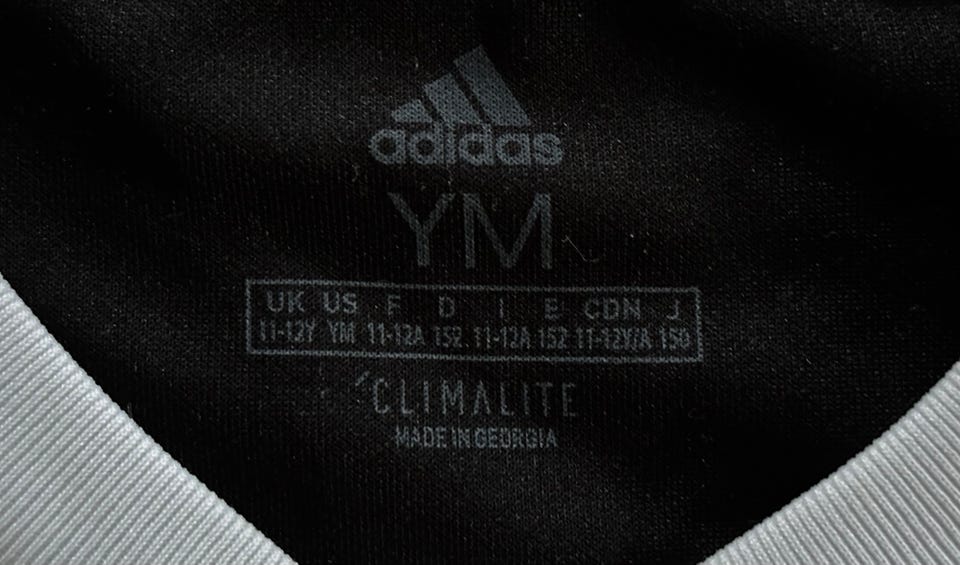 adidas
YM
UK US F D I E CDN J
11-12Y YM 11-12A 152 11-12A 152 11-12Y/A 150
CLIMALITE
MADE IN GEORGIA